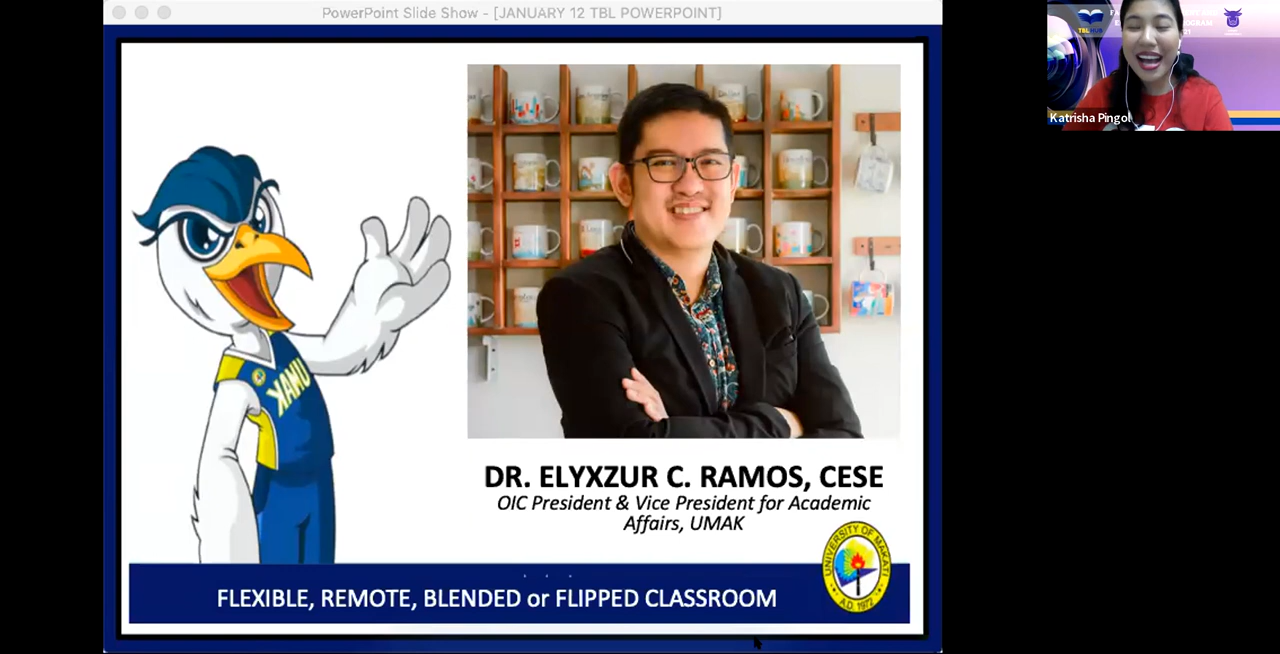 PowerPoint Slide Show - [JANUARY 12 TBL POWERPOINT]
TBLHUB
Katrisha Pingol
UMAK
DR. ELYXZUR C. RAMOS, CESE
OIC President & Vice President for Academic
Affairs, UMAK
UNIVERSITY OF MAKATI
A.D. 1972
FLEXIBLE, REMOTE, BLENDED or FLIPPED CLASSROOM